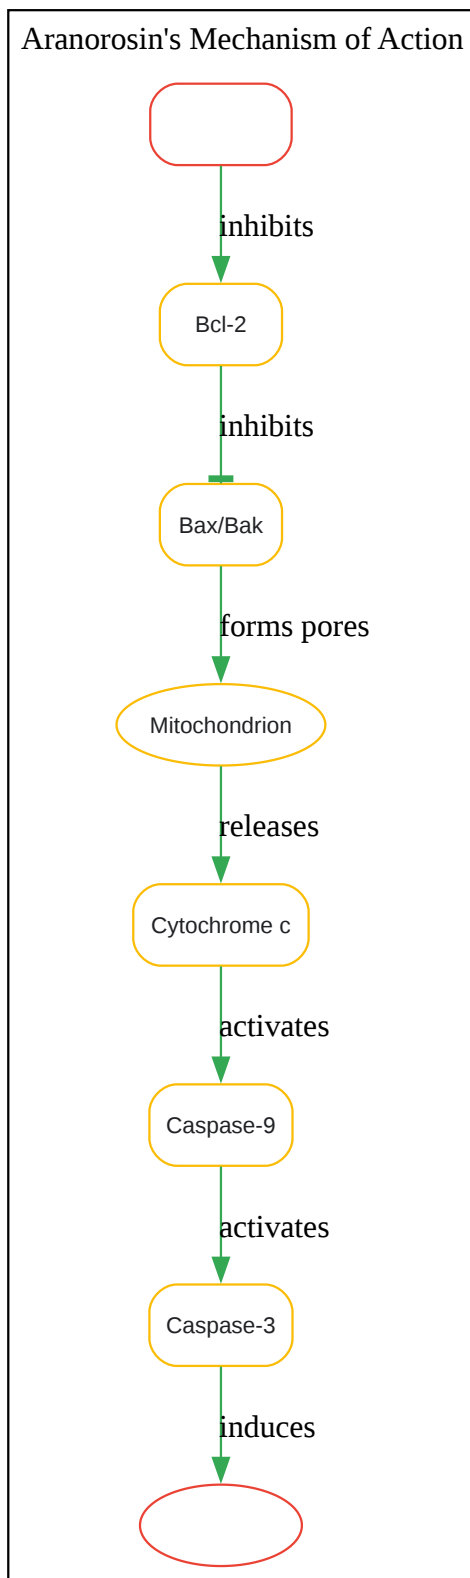 Aranorosin's Mechanism of Action
inhibits
Bcl-2
inhibits
Bax/Bak
forms pores
Mitochondrion
releases
Cytochrome c
activates
Caspase-9
activates
Caspase-3
induces